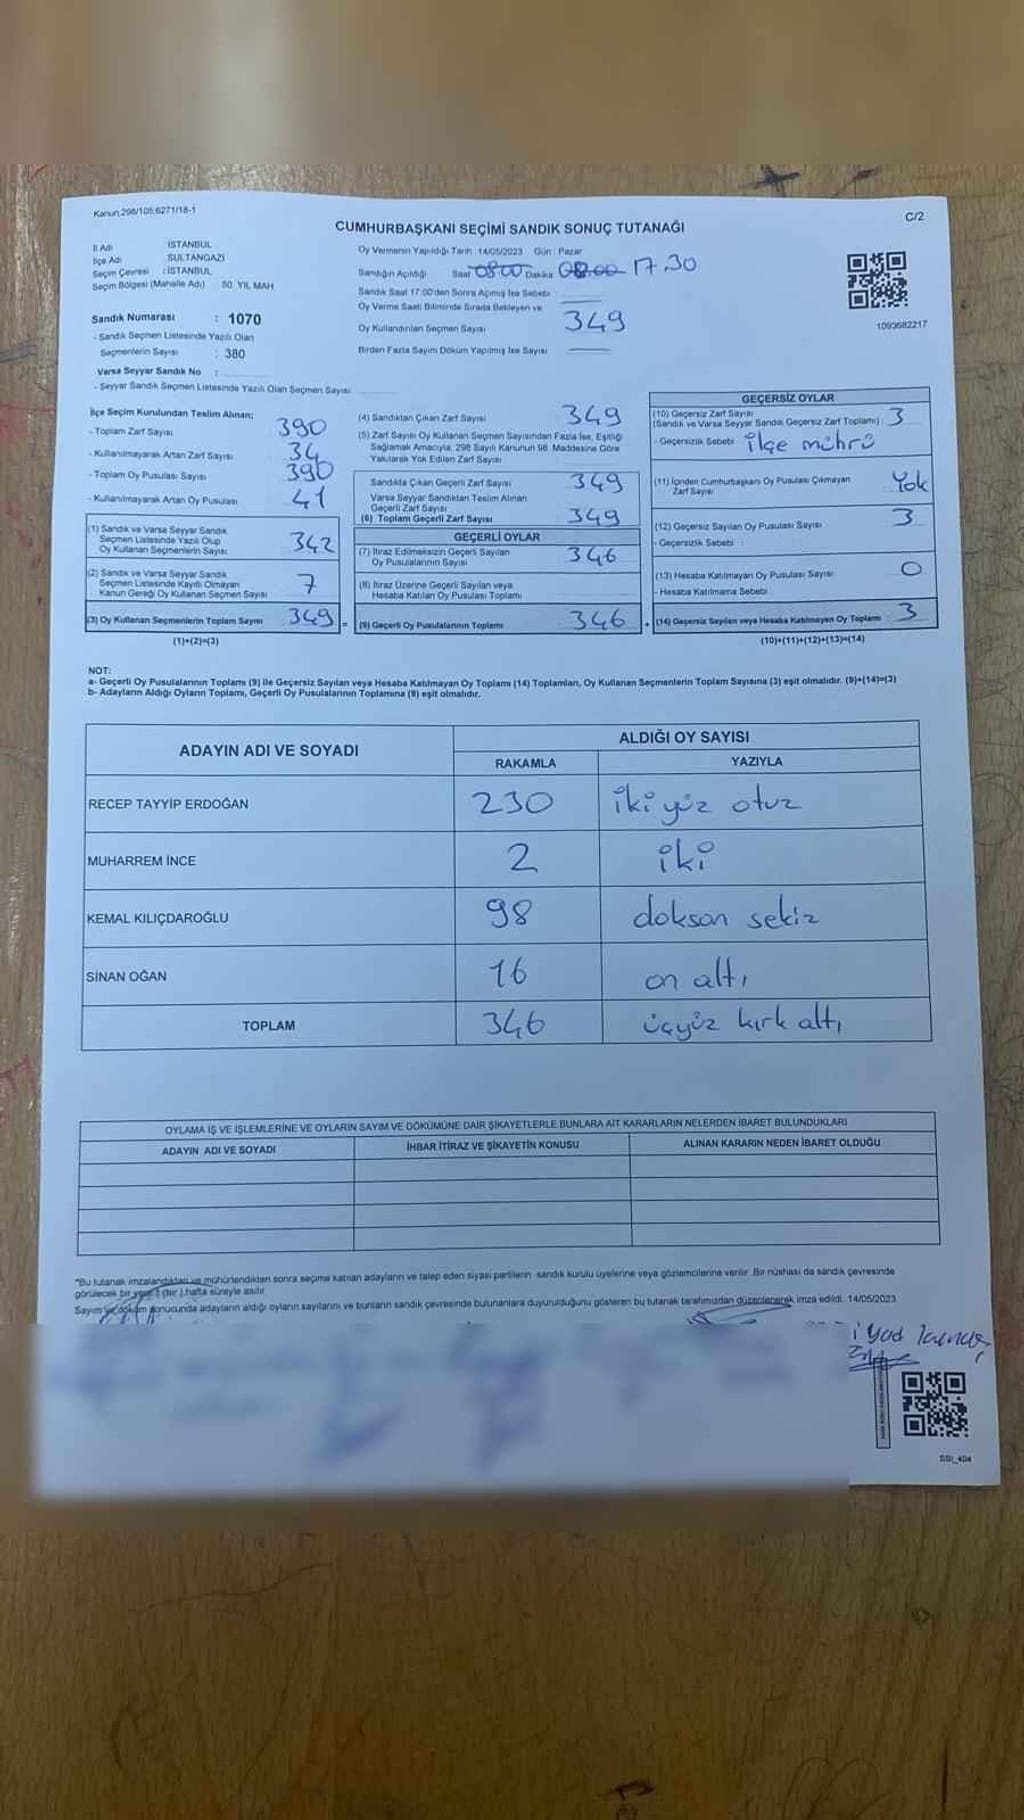 Kanun 298/105,6271/18-1
C/2
CUMHURBAŞKANI SEÇİMİ SANDIK SONUÇ TUTANAĞI
İl Adı İSTANBUL
İlçe Adı : SULTANGAZİ
Seçim Çevresi : İSTANBUL
Seçim Bölgesi (Mahalle Adı) 50. YIL MAH.
Sandık Numarası : 1070
- Sandık Seçmen Listesinde Yazılı Olan
Seçmenlerin Sayısı : 380
Varsa Seyyar Sandık No :
- Seyyar Sandık Seçmen Listesinde Yazılı Olan Seçmen Sayısı
Oy Vermenin Yapıldığı Tarih : 14/05/2023 Gün : Pazar
Sandığın Açıldığı Saat 08:00 Dakika 08.00 17.30
Sandık Saat 17:00'den Sonra Açılmış İse Sebebi :
Oy Verme Saati Bitiminde Sırada Bekleyen ve
Oy Kullandırılan Seçmen Sayısı 349
Birden Fazla Sayım Döküm Yapılmış İse Sayısı
1093682217
İlçe Seçim Kurulundan Teslim Alınan;
- Toplam Zarf Sayısı 390
- Kullanılmayarak Artan Zarf Sayısı 34
- Toplam Oy Pusulası Sayısı 390
- Kullanılmayarak Artan Oy Pusulası 41
(1) Sandık ve Varsa Seyyar Sandık
Seçmen Listesinde Yazılı Olup
Oy Kullanan Seçmenlerin Sayısı 342
(2) Sandık ve Varsa Seyyar Sandık
Seçmen Listesinde Kayıtlı Olmayan
Kanun Gereği Oy Kullanan Seçmen Sayısı 7
(3) Oy Kullanan Seçmenlerin Toplam Sayısı 349 =
(1)+(2)=(3)
(4) Sandıktan Çıkan Zarf Sayısı 349
(5) Zarf Sayısı Oy Kullanan Seçmen Sayısından Fazla İse, Eşitliği
Sağlamak Amacıyla, 298 Sayılı Kanunun 98. Maddesine Göre
Yakılarak Yok Edilen Zarf Sayısı
Sandıkta Çıkan Geçerli Zarf Sayısı 349
Varsa Seyyar Sandıktan Teslim Alınan
Geçerli Zarf Sayısı
(6) Toplam Geçerli Zarf Sayısı 349
GEÇERLİ OYLAR
(7) İtiraz Edilmeksizin Geçerli Sayılan
Oy Pusulasının Sayısı 346
(8) İtiraz Üzerine Geçerli Sayılan veya
Hesaba Katılan Oy Pusulası Toplamı
(9) Geçerli Oy Pusulalarının Toplamı 346 +
GEÇERSİZ OYLAR
(10) Geçersiz Zarf Sayısı
(Sandık ve Varsa Seyyar Sandık Geçersiz Zarf Toplamı) 3
- Geçersizlik Sebebi : ilçe mührü
(11) İçinden Cumhurbaşkanı Oy Pusulası Çıkmayan
Zarf Sayısı Yok
(12) Geçersiz Sayılan Oy Pusulası Sayısı 3
- Geçersizlik Sebebi :
(13) Hesaba Katılmayan Oy Pusulası Sayısı 0
- Hesaba Katılmama Sebebi
(14) Geçersiz Sayılan veya Hesaba Katılmayan Oy Toplamı 3
(10)+(11)+(12)+(13)=(14)
NOT:
a- Geçerli Oy Pusulalarının Toplamı (9) ile Geçersiz Sayılan veya Hesaba Katılmayan Oy Toplamı (14) Toplamları, Oy Kullanan Seçmenlerin Toplam Sayısına (3) eşit olmalıdır. (9)+(14)=(3)
b- Adayların Aldığı Oyların Toplamı, Geçerli Oy Pusulalarının Toplamına (9) eşit olmalıdır.
ADAYIN ADI VE SOYADI
ALDIĞI OY SAYISI
RAKAMLA YAZIYLA
RECEP TAYYİP ERDOĞAN 230 iki yüz otuz
MUHARREM İNCE 2 iki
KEMAL KILIÇDAROĞLU 98 doksan sekiz
SİNAN OĞAN 16 on altı
TOPLAM 346 üçyüz kırk altı
OYLAMA İŞ VE İŞLEMLERİNE VE OYLARIN SAYIM VE DÖKÜMÜNE DAİR ŞİKAYETLERLE BUNLARA AİT KARARLARIN NELERDEN İBARET BULUNDUKLARI
ADAYIN ADI VE SOYADI İHBAR İTİRAZ VE ŞİKAYETİN KONUSU ALINAN KARARIN NEDEN İBARET OLDUĞU
*Bu tutanak imzalandıktan ve mühürlendikten sonra seçime katılan adayların ve talep eden siyasi partilerin sandık kurulu üyelerine veya gözlemcilerine verilir. Bir nüshası da sandık çevresinde
görülecek bir yere 1 (bir) hafta süreyle asılır.
Sayım ve döküm sonucunda adayların aldığı oyların sayılarını ve bunların sandık çevresinde bulunanlara duyurulduğunu gösteren bu tutanak tarafımızdan düzenlenerek imza edildi. 14/05/2023
SSI_404